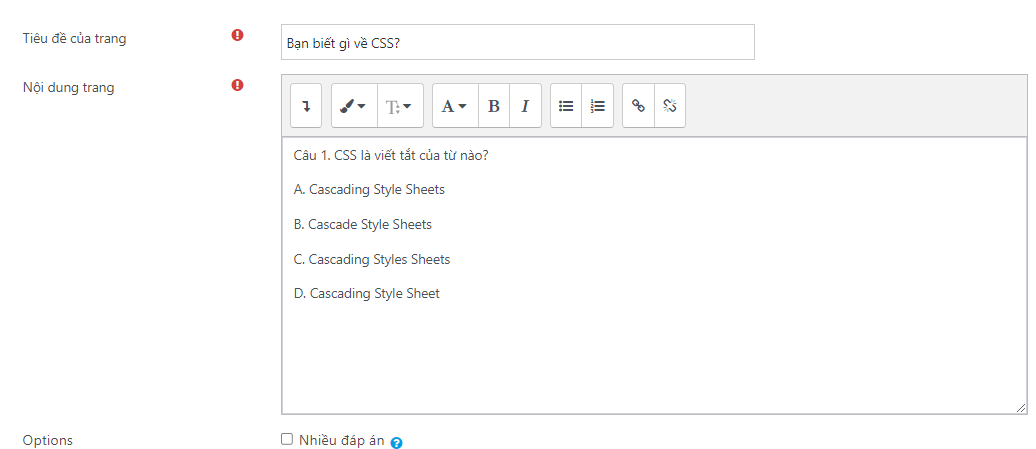 Tiêu đề của trang
Bạn biết gì về CSS?
Nội dung trang
A B I
Câu 1. CSS là viết tắt của từ nào?
A. Cascading Style Sheets
B. Cascade Style Sheets
C. Cascading Styles Sheets
D. Cascading Style Sheet
Options
Nhiều đáp án